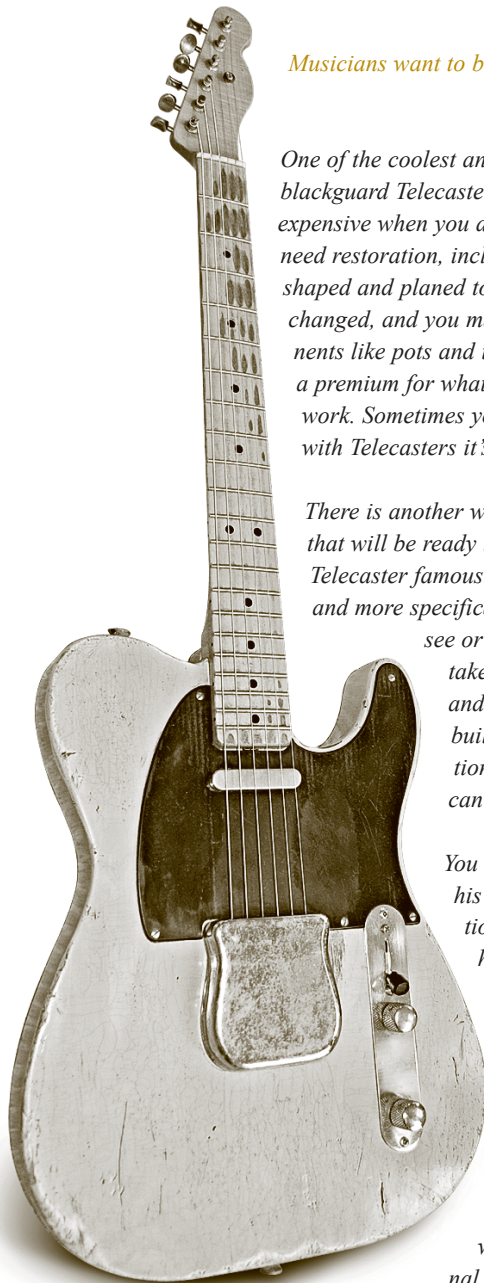 Musicians want to b
One of the coolest an
blackguard Telecaster
expensive when you a
need restoration, incl
shaped and planed to
changed, and you m
nents like pots and
a premium for what
work. Sometimes y
with Telecasters it's
There is another w
that will be ready
Telecaster famous
and more specific
see or
take
and
buil
tion
can
You
his
tio
h
nal